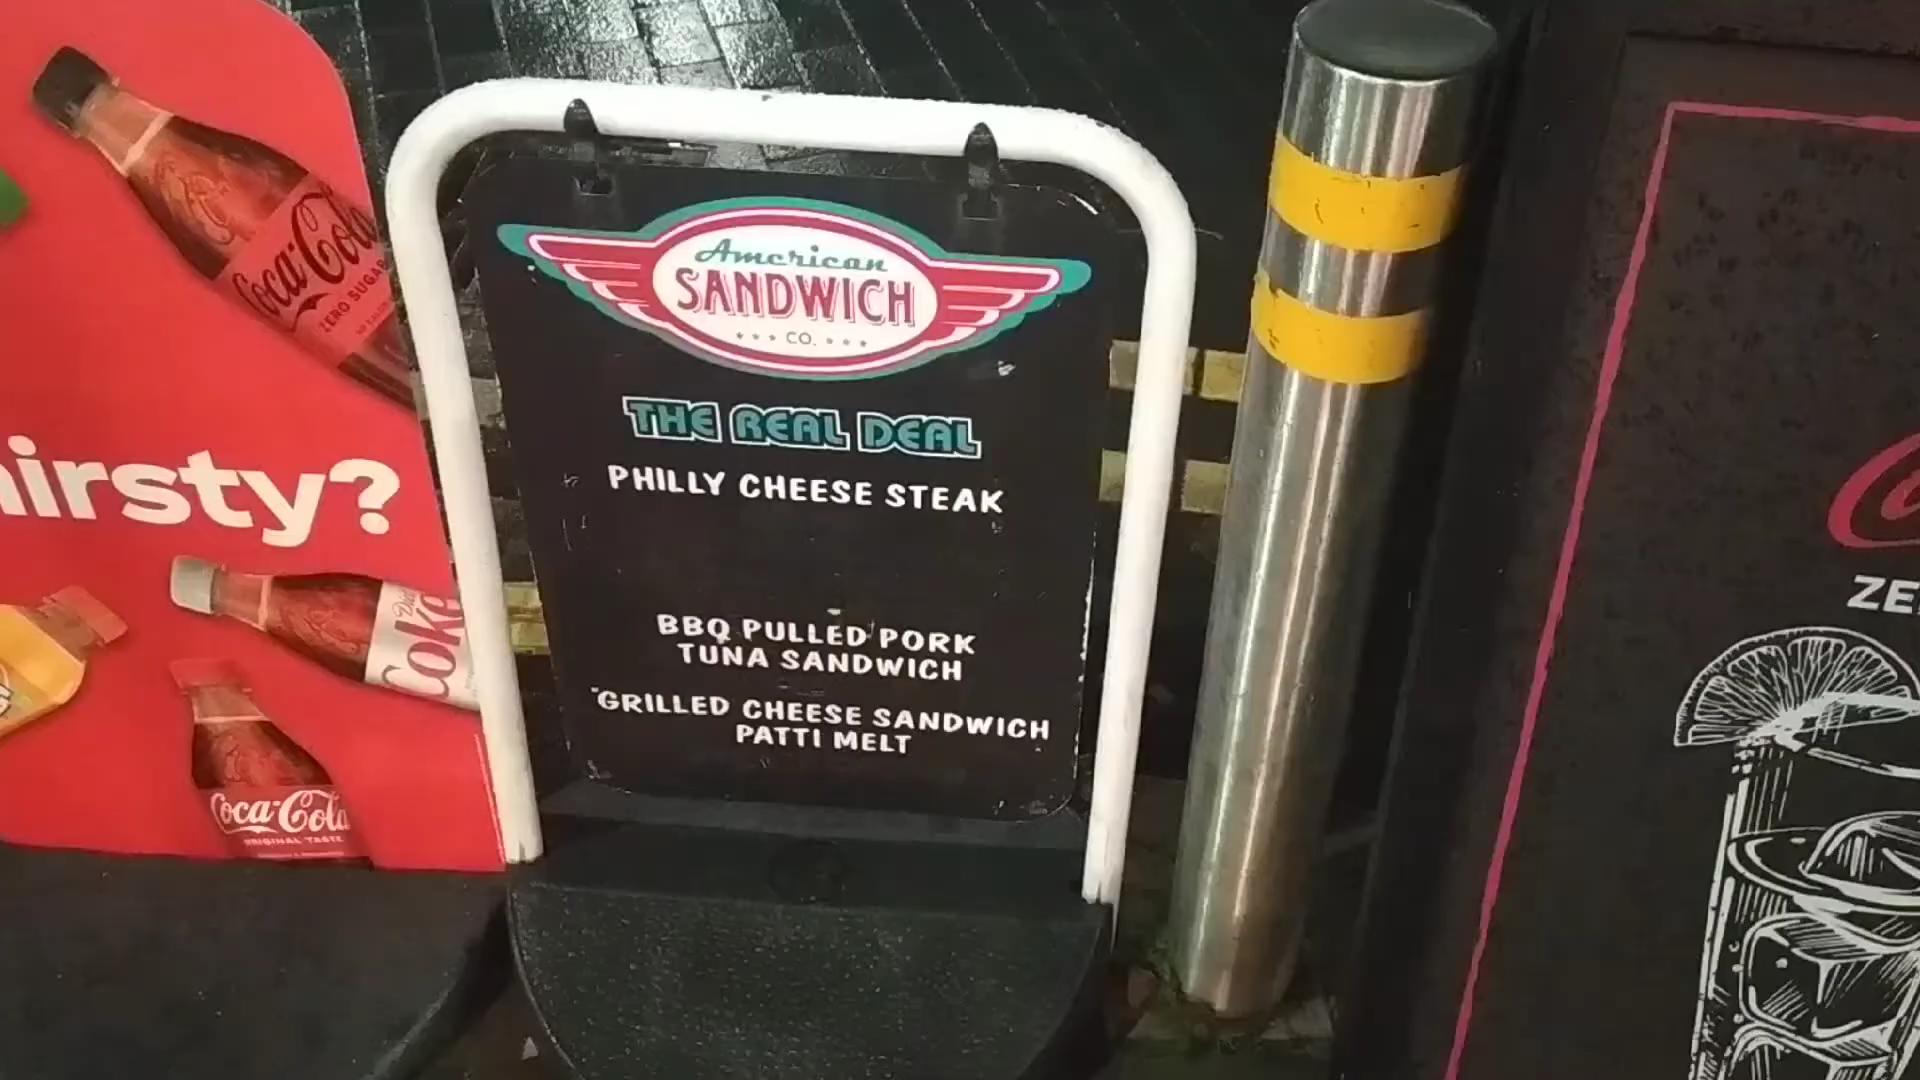 Coca-Cola
ZERO SUGAR
American
SANDWICH
CO.
THE REAL DEAL
PHILLY CHEESE STEAK
BBQ PULLED PORK
TUNA SANDWICH
GRILLED CHEESE SANDWICH
PATTI MELT
hirsty?
Diet
Coke
Coca-Cola
ORIGINAL TASTE
ZE